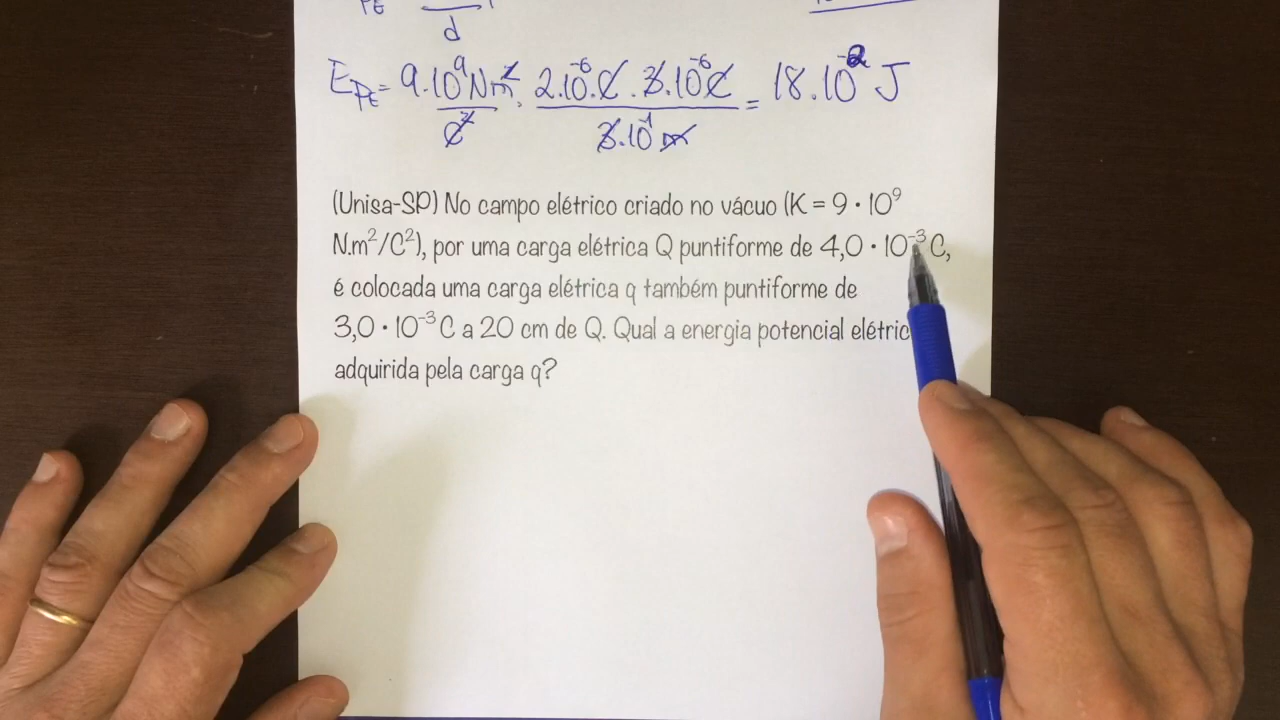 d
E_Pe = 9.10⁹ Nm²/C² . 2.10⁻⁶ C . 3.10⁻⁶ C / 3.10⁻¹ m = 18.10⁻² J
(Unisa-SP) No campo elétrico criado no vácuo (K = 9 • 10⁹
N.m²/C²), por uma carga elétrica Q puntiforme de 4,0 • 10⁻³ C,
é colocada uma carga elétrica q também puntiforme de
3,0 • 10⁻³ C a 20 cm de Q. Qual a energia potencial elétric
adquirida pela carga q?